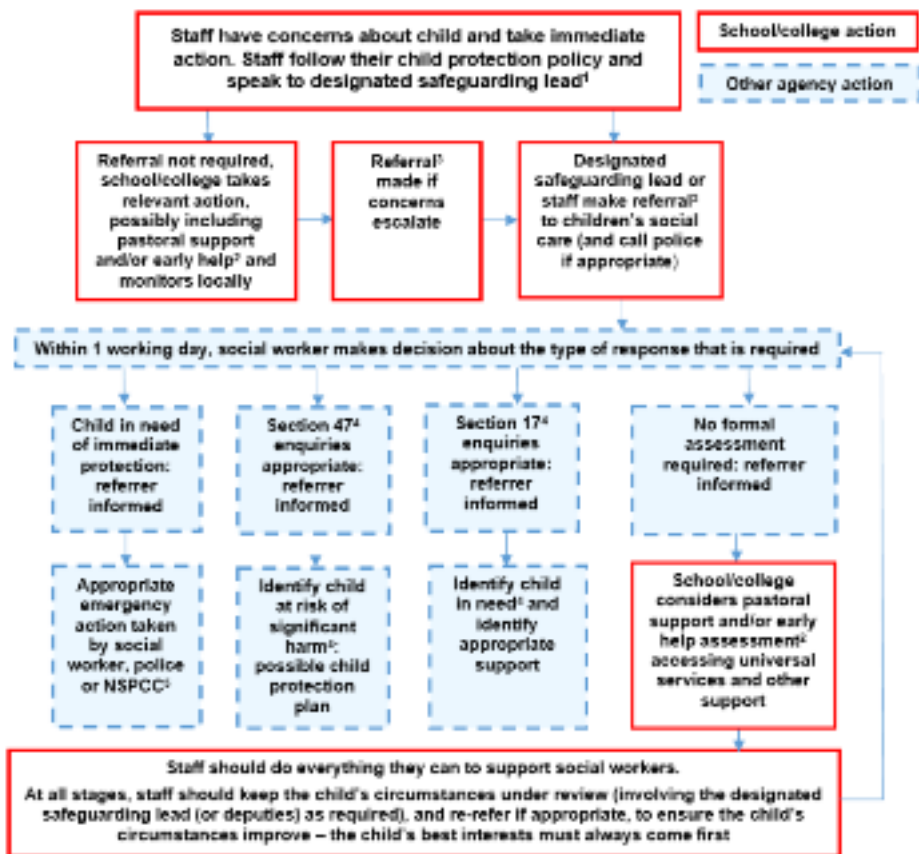 Staff have concerns about child and take immediate
action. Staff follow their child protection policy and
speak to designated safeguarding lead¹
School/college action
Other agency action
Referral not required,
school/college takes
relevant action,
possibly including
pastoral support
and/or early help² and
monitors locally
Referral³
made if
concerns
escalate
Designated
safeguarding lead or
staff make referral³
to children's social
care (and call police
if appropriate)
Within 1 working day, social worker makes decision about the type of response that is required
Child in need
of immediate
protection:
referrer
informed
Section 47⁴
enquiries
appropriate:
referrer
informed
Section 17⁴
enquiries
appropriate:
referrer
informed
No formal
assessment
required: referrer
informed
Appropriate
emergency
action taken
by social
worker, police
or NSPCC⁵
Identify child
at risk of
significant
harm⁴:
possible child
protection
plan
Identify child
in need⁴ and
identify
appropriate
support
School/college
considers pastoral
support and/or early
help assessment²
accessing universal
services and other
support
Staff should do everything they can to support social workers.
At all stages, staff should keep the child's circumstances under review (involving the designated
safeguarding lead (or deputies) as required), and re-refer if appropriate, to ensure the child's
circumstances improve – the child's best interests must always come first